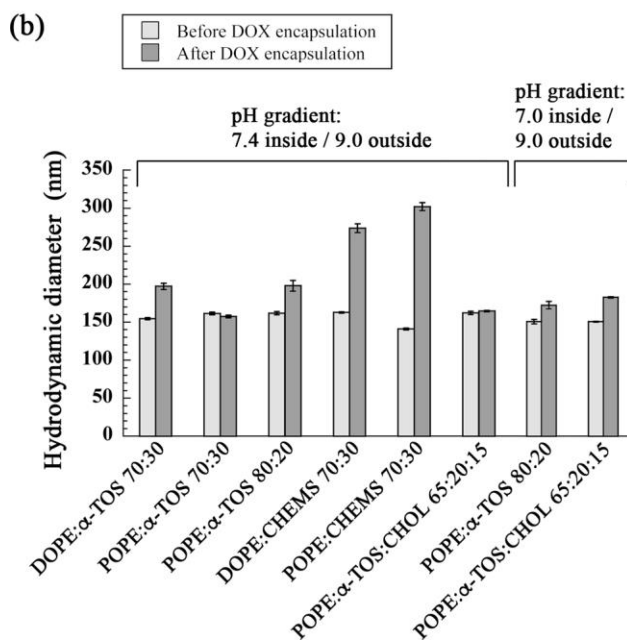 (b)
Before DOX encapsulation
After DOX encapsulation
pH gradient:
7.4 inside / 9.0 outside
pH gradient:
7.0 inside /
9.0 outside
Hydrodynamic diameter (nm)
350
300
250
200
150
100
50
0
DOPE:α-TOS 70:30
POPE:α-TOS 70:30
POPE:α-TOS 80:20
DOPE:CHEMS 70:30
POPE:CHEMS 70:30
POPE:α-TOS:CHOL 65:20:15
POPE:α-TOS 80:20
POPE:α-TOS:CHOL 65:20:15